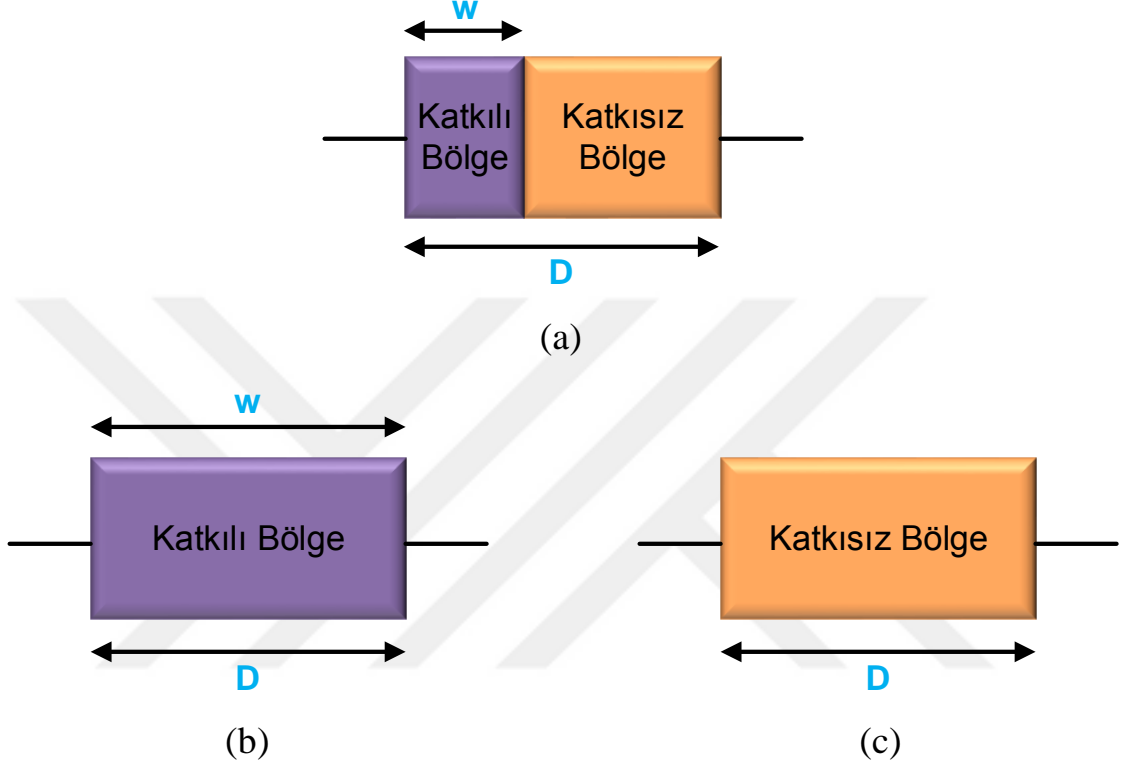 w
Katkılı
Bölge
Katkısız
Bölge
D
(a)
w
Katkılı Bölge
D
(b)
Katkısız Bölge
D
(c)